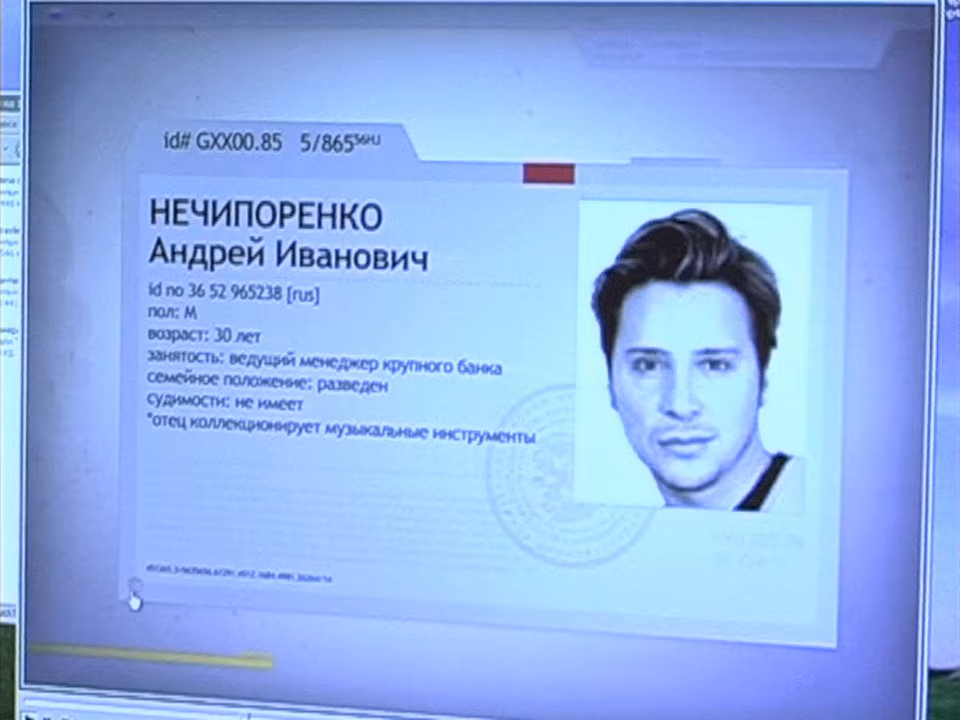 id# GXX00.85 5/865⁵⁶ᴴᴶ
НЕЧИПОРЕНКО
Андрей Иванович
id no 36 52 965238 [rus]
пол: М
возраст: 30 лет
занятость: ведущий менеджер крупного банка
семейное положение: разведен
судимости: не имеет
*отец коллекционирует музыкальные инструменты